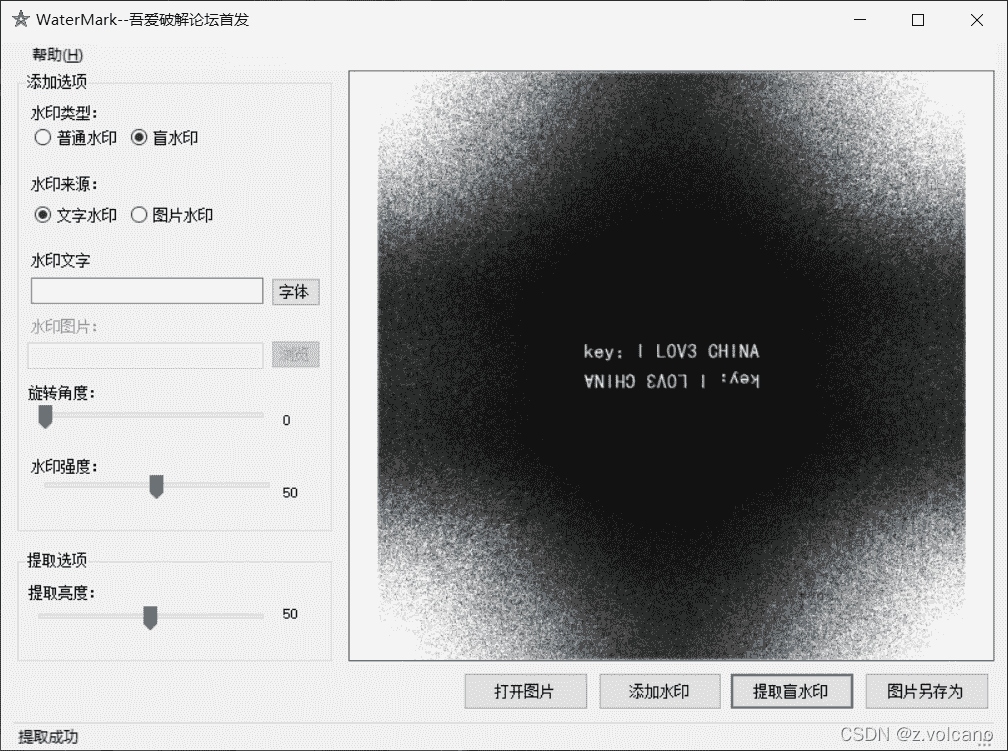 WaterMark--吾爱破解论坛首发
帮助(H)
添加选项
水印类型：
普通水印 盲水印
水印来源：
文字水印 图片水印
水印文字
字体
水印图片：
浏览
旋转角度：
0
水印强度：
50
提取选项
提取亮度：
50
key: I LOV3 CHINA
key: I LOV3 CHINA
打开图片 添加水印 提取盲水印 图片另存为
提取成功
CSDN @z.volcano